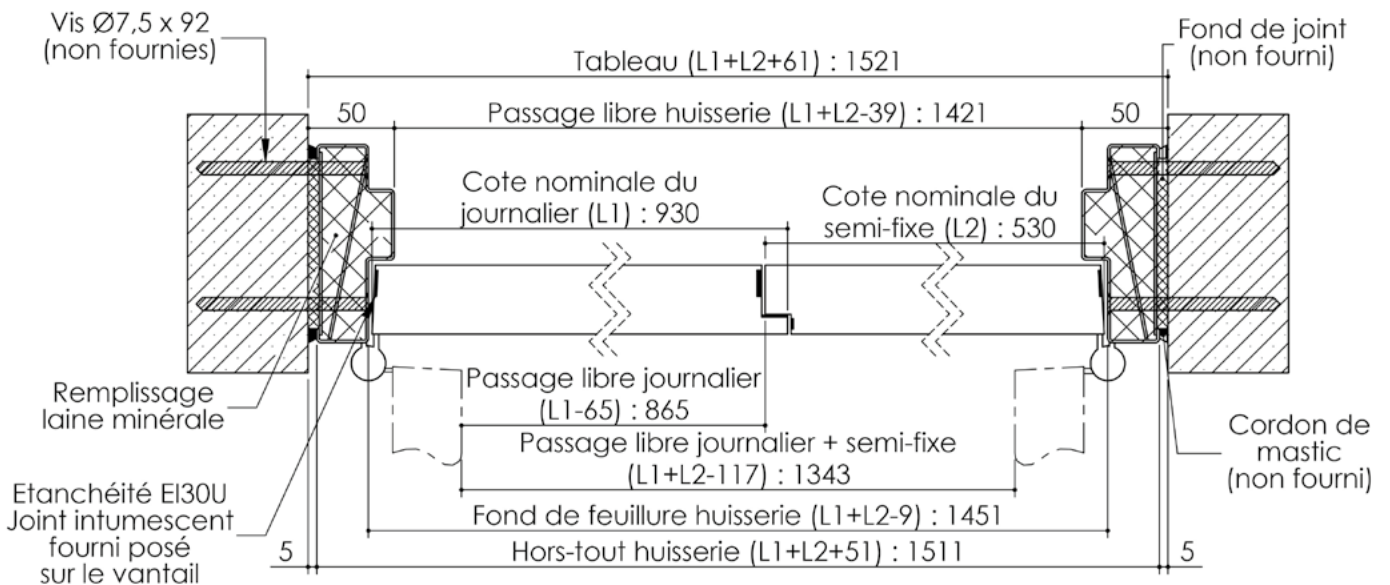 Vis Ø7,5 x 92
(non fournies)
Fond de joint
(non fourni)
Tableau (L1+L2+61) : 1521
50
Passage libre huisserie (L1+L2-39) : 1421
50
Cote nominale du
journalier (L1) : 930
Cote nominale du
semi-fixe (L2) : 530
Passage libre journalier
(L1-65) : 865
Remplissage
laine minérale
Passage libre journalier + semi-fixe
(L1+L2-117) : 1343
Cordon de
mastic
(non fourni)
Etanchéité EI30U
Joint intumescent
fourni posé
sur le vantail
Fond de feuillure huisserie (L1+L2-9) : 1451
5
Hors-tout huisserie (L1+L2+51) : 1511
5